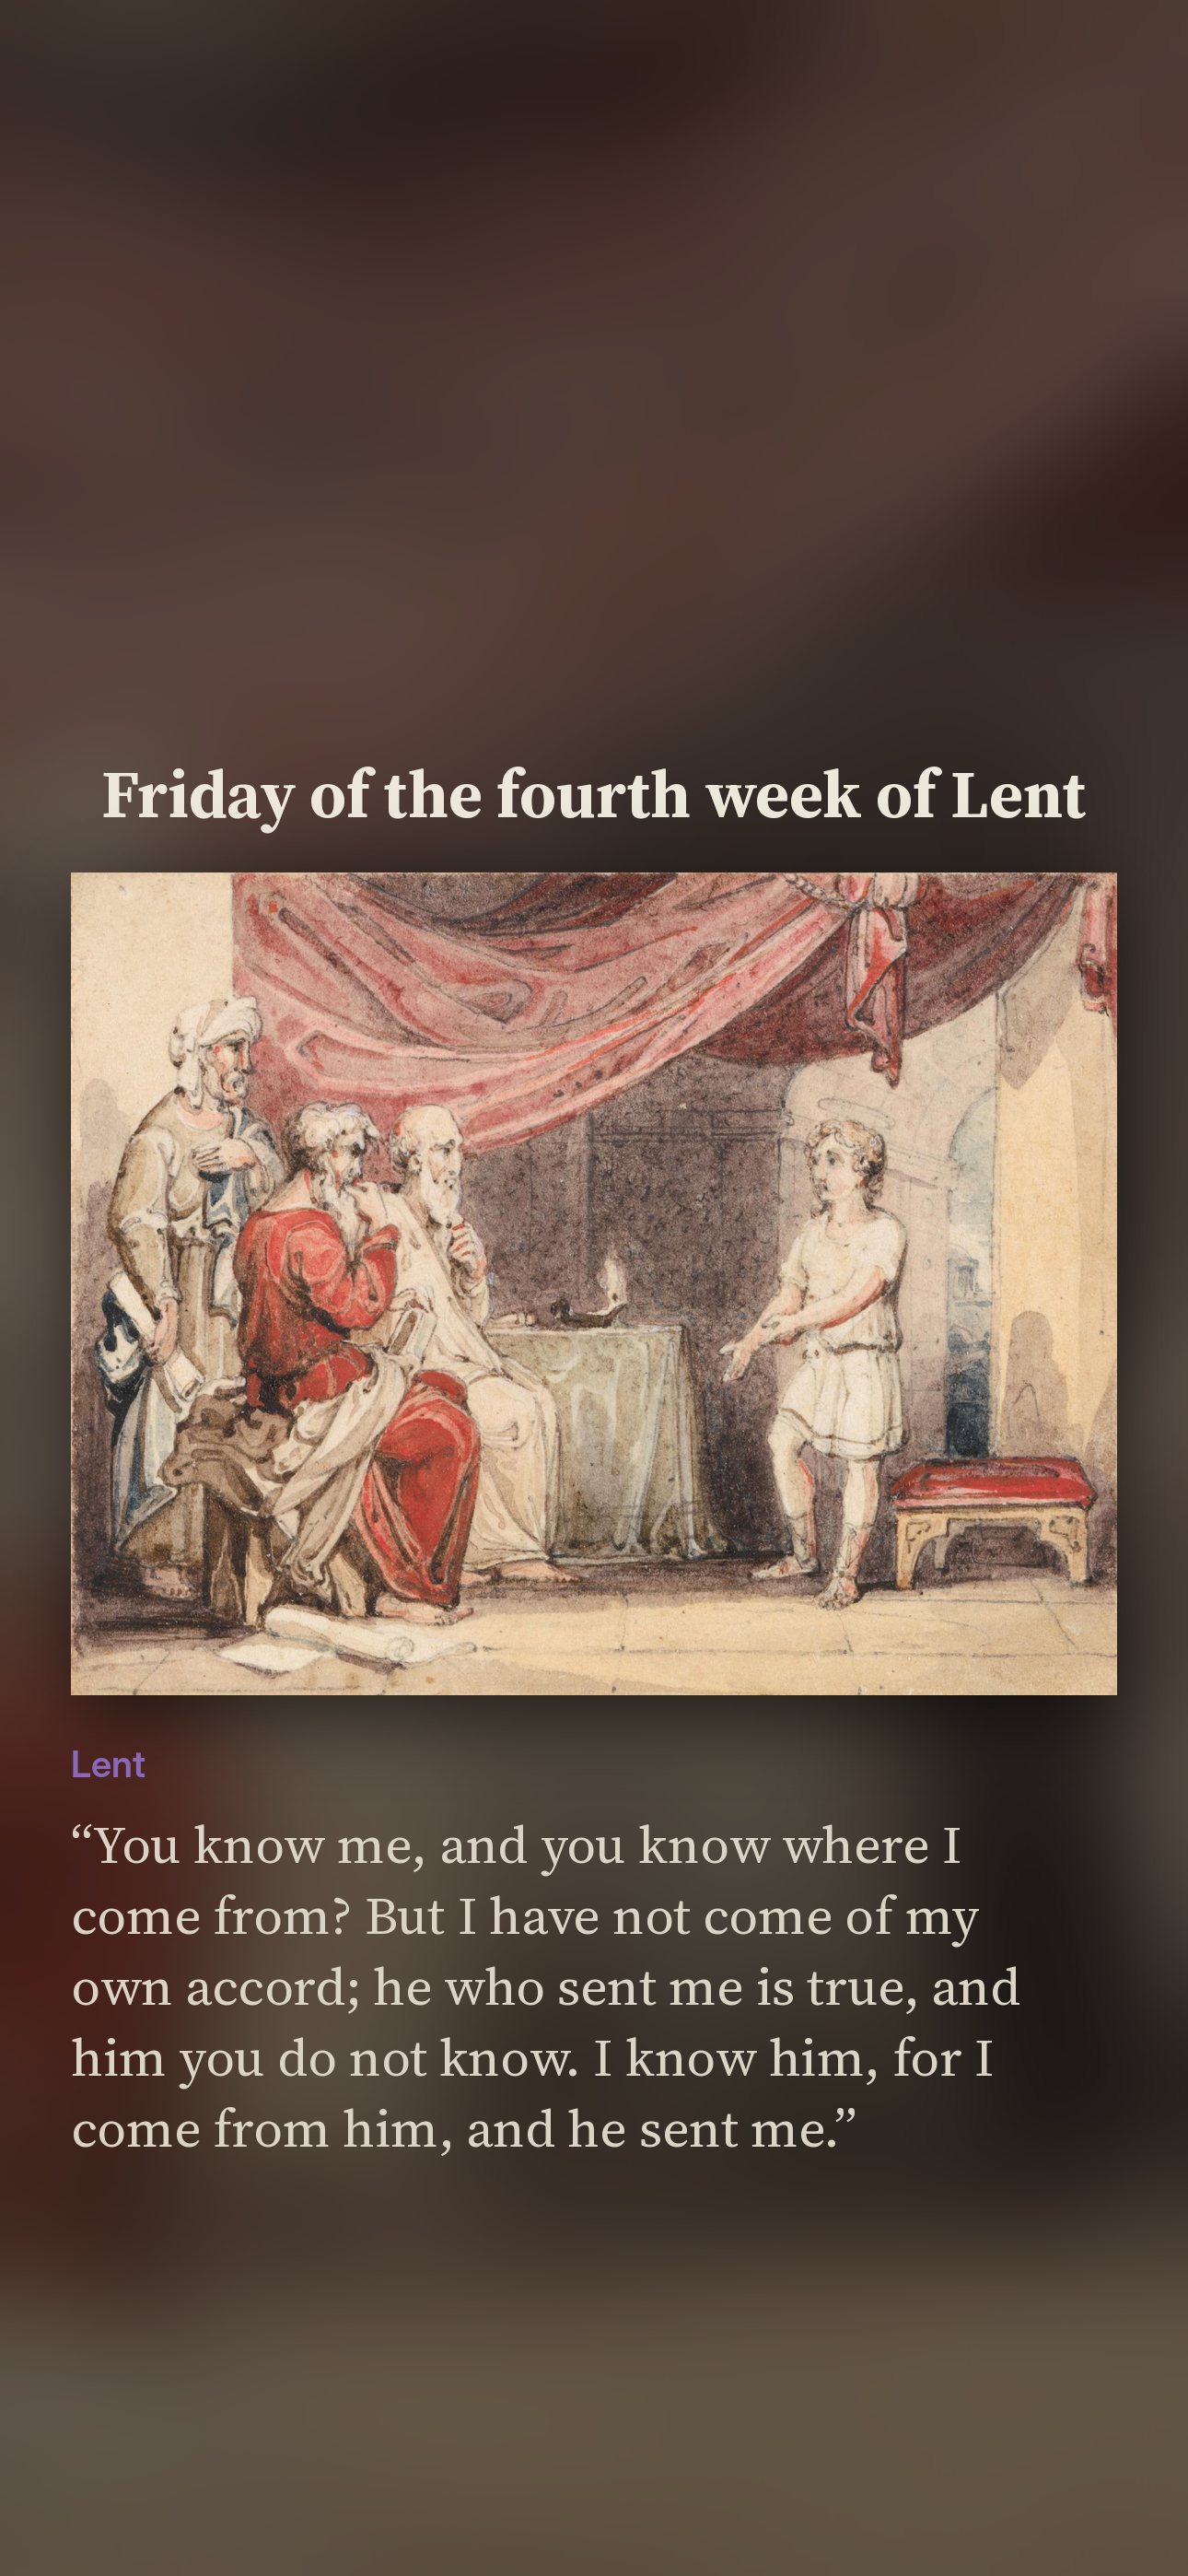 Friday of the fourth week of Lent
Lent
“You know me, and you know where I
come from? But I have not come of my
own accord; he who sent me is true, and
him you do not know. I know him, for I
come from him, and he sent me.”